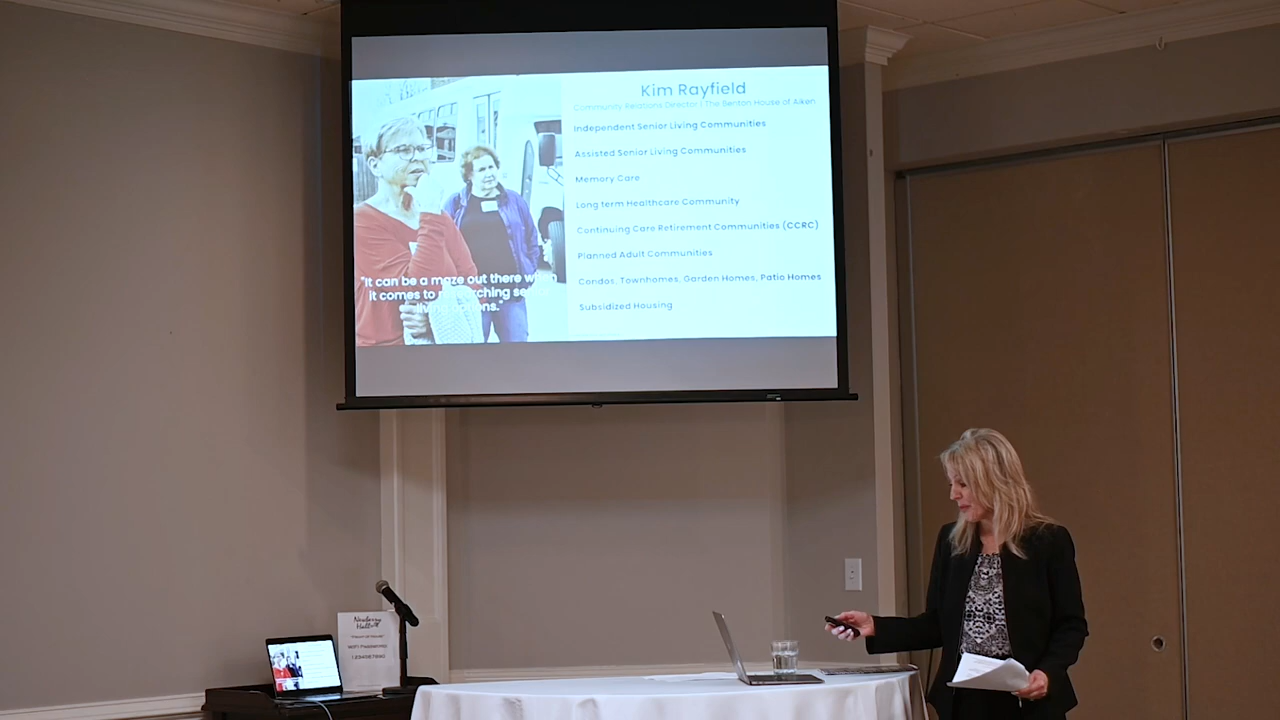 Kim Rayfield
Community Relations Director | The Benton House of Aiken
Independent Senior Living Communities
Assisted Senior Living Communities
Memory Care
Long term Healthcare Community
Continuing Care Retirement Communities (CCRC)
Planned Adult Communities
Condos, Townhomes, Garden Homes, Patio Homes
Subsidized Housing
"It can be a maze out there
it comes to
Newberry
Hall
WiFi Password: